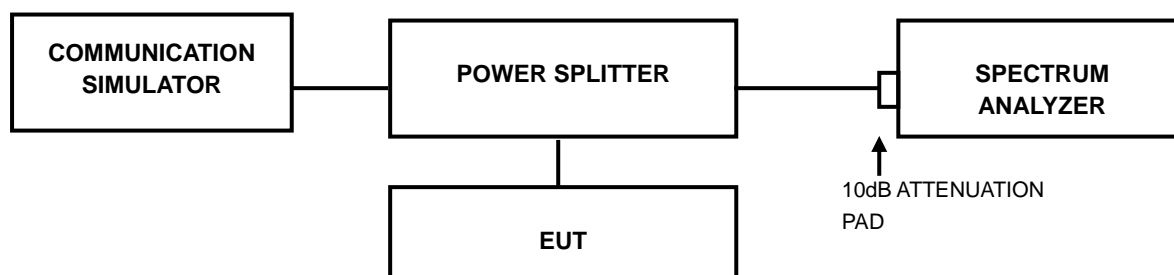 COMMUNICATION
SIMULATOR
POWER SPLITTER
SPECTRUM
ANALYZER
10dB ATTENUATION
PAD
EUT